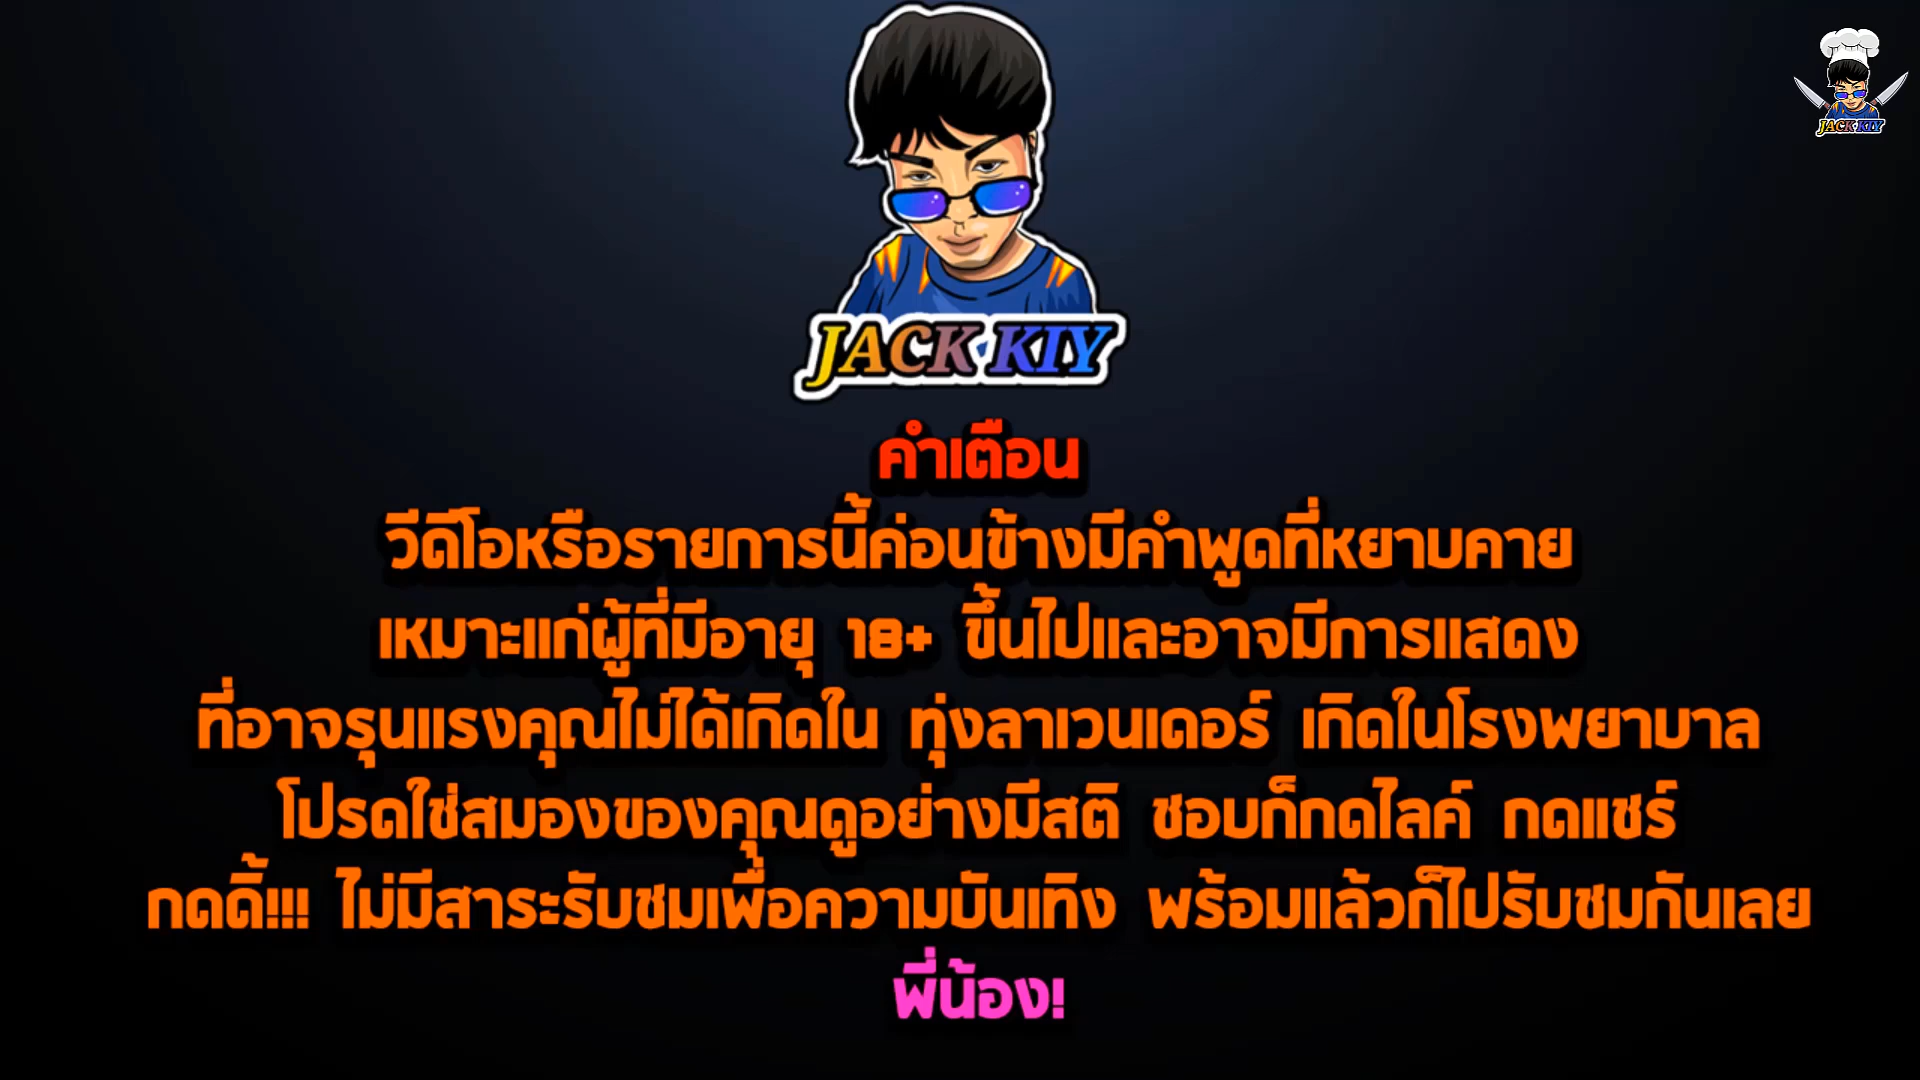 JACK KIY
JACK KIY
คำเตือน
วีดีโอหรือรายการนี้ค่อนข้างมีคำพูดที่หยาบคาย
เหมาะแก่ผู้ที่มีอายุ 18+ ขึ้นไปและอาจมีการแสดง
ที่อาจรุนแรงคุณไม่ได้เกิดใน ทุ่งลาเวนเดอร์ เกิดในโรงพยาบาล
โปรดใช่สมองของคุณดูอย่างมีสติ ชอบก็กดไลค์ กดแชร์
กดดิ้!!! ไม่มีสาระรับชมเพื่อความบันเทิง พร้อมแล้วก็ไปรับชมกันเลย
พี่น้อง!